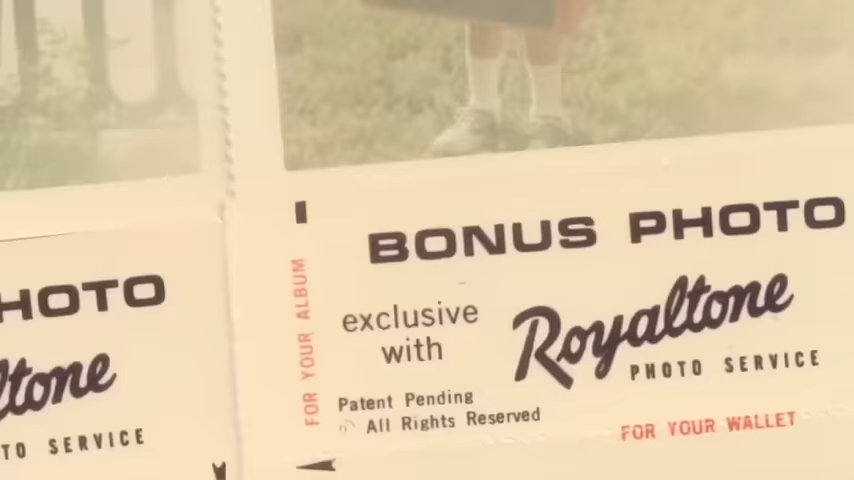 BONUS PHOTO
exclusive
with
Royaltone
PHOTO SERVICE
FOR YOUR ALBUM
Patent Pending
© All Rights Reserved
FOR YOUR WALLET
HOTO
ltone
TO SERVICE